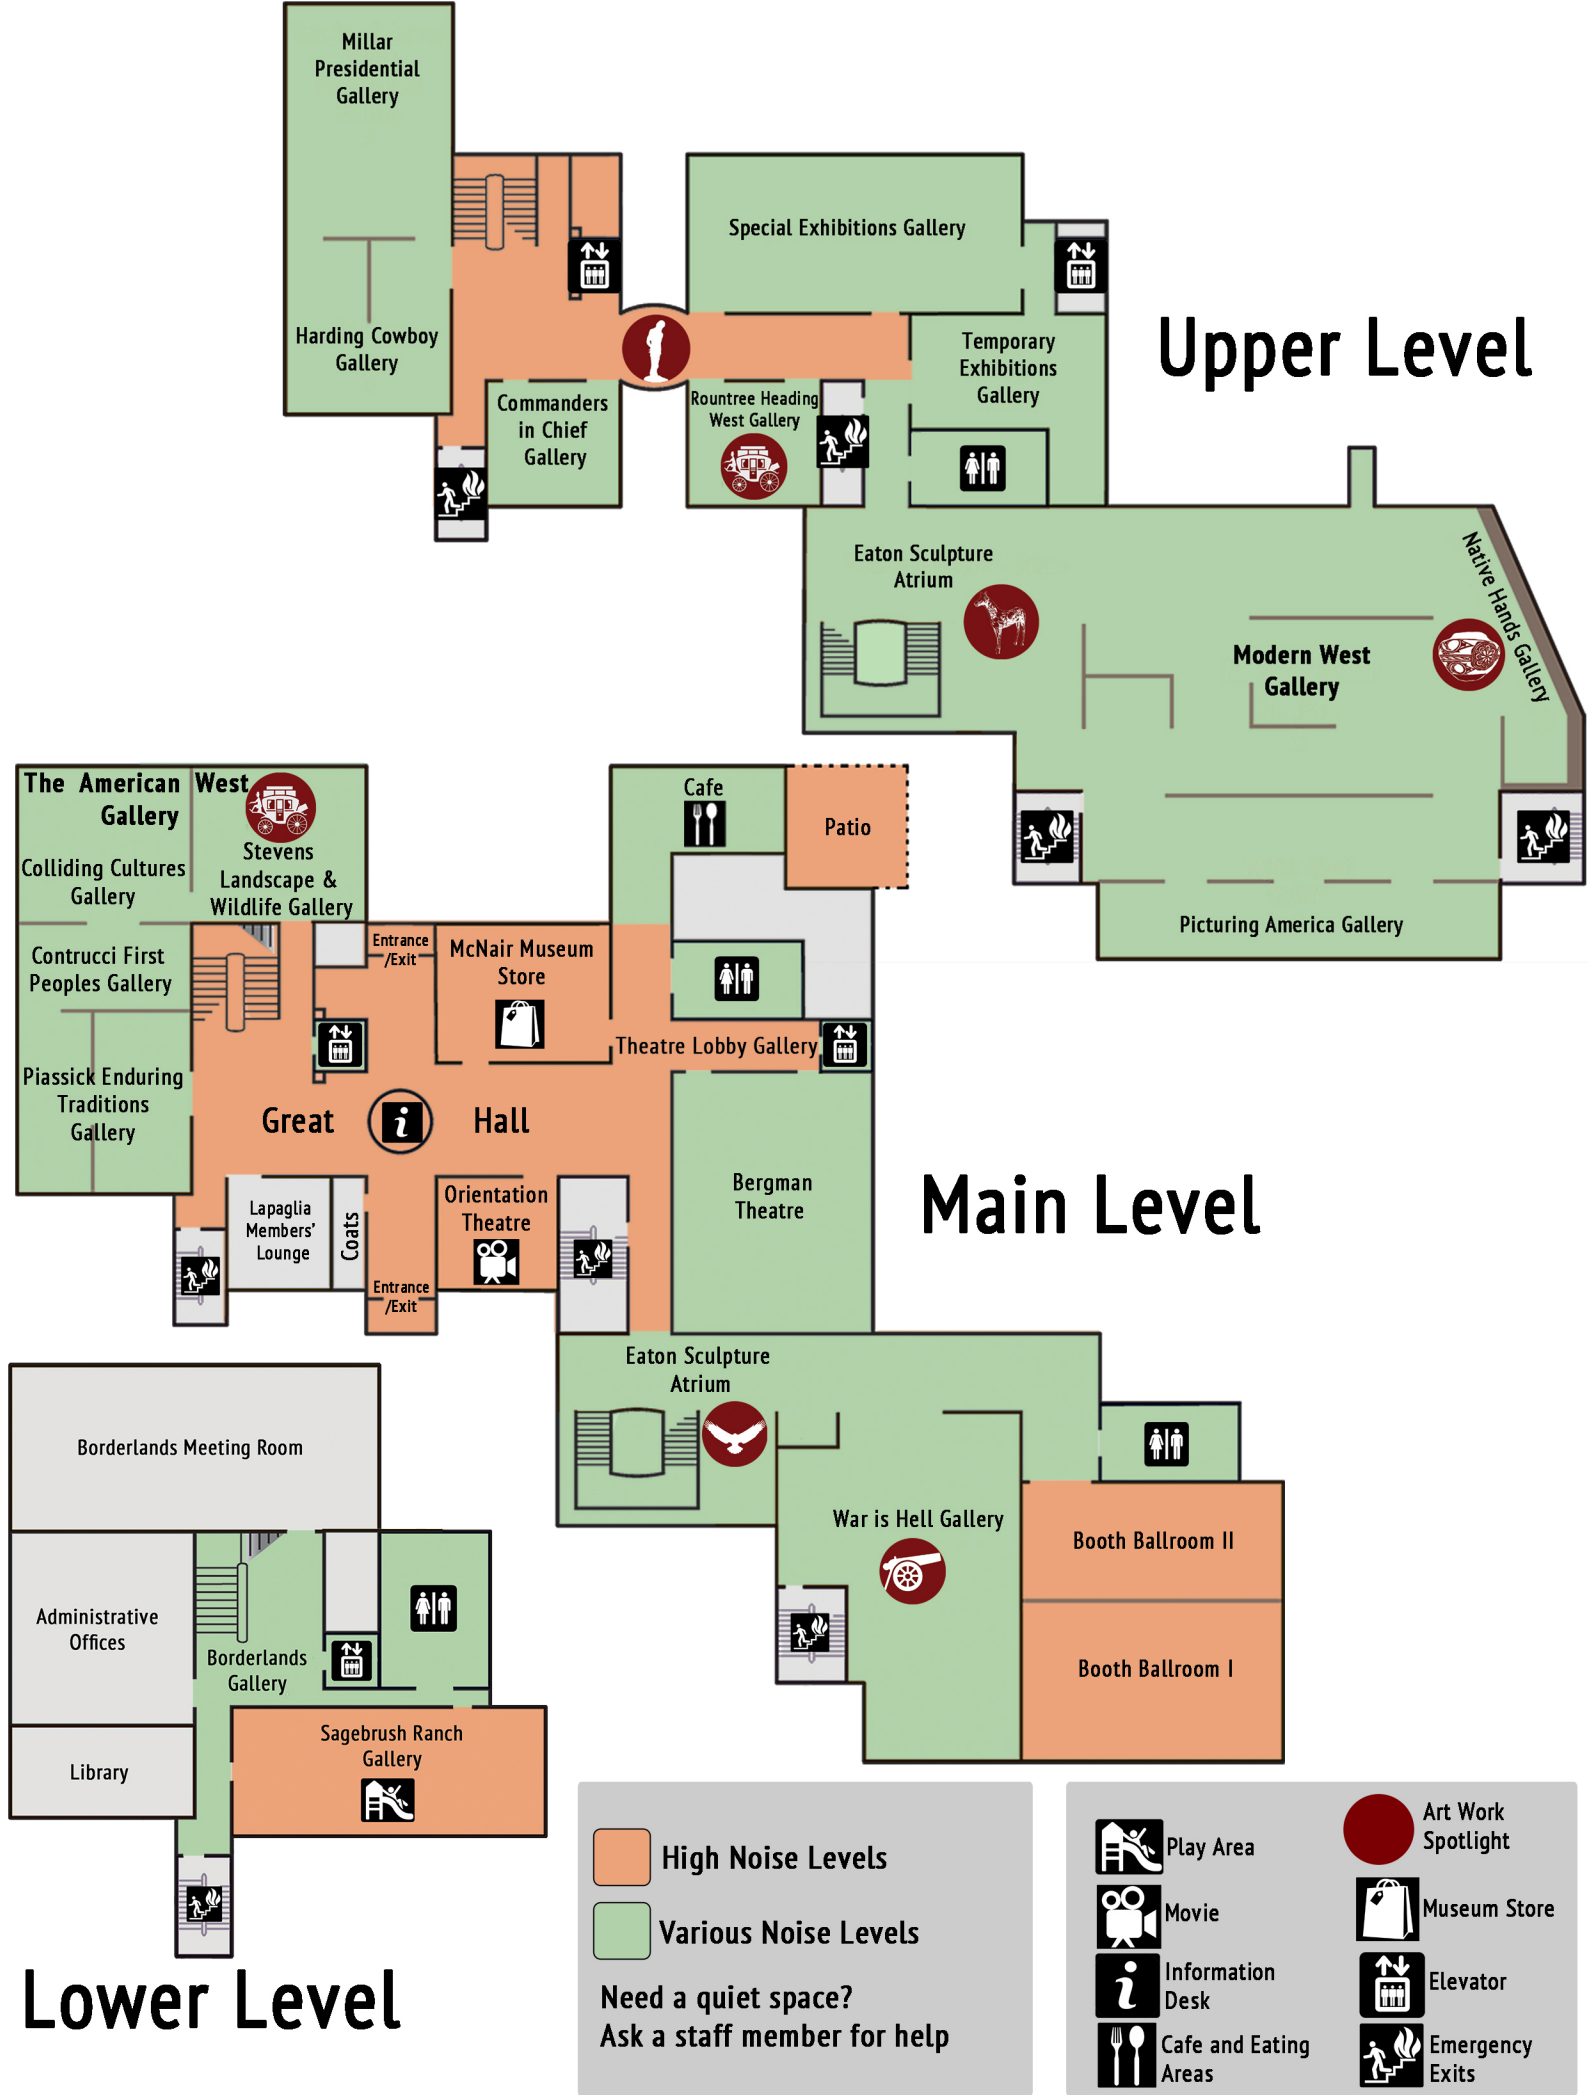 Millar
Presidential
Gallery
Harding Cowboy
Gallery
Special Exhibitions Gallery
Temporary
Exhibitions
Gallery
Commanders
in Chief
Gallery
Rountree Heading
West Gallery
Upper Level
Eaton Sculpture
Atrium
Modern West
Gallery
Native Hands Gallery
Picturing America Gallery
The American West
Gallery
Colliding Cultures
Gallery
Stevens
Landscape &
Wildlife Gallery
Contrucci First
Peoples Gallery
Piassick Enduring
Traditions
Gallery
Cafe
Patio
Entrance
/Exit
McNair Museum
Store
Theatre Lobby Gallery
Great Hall
i
Lapaglia
Members'
Lounge
Coats
Orientation
Theatre
Entrance
/Exit
Bergman
Theatre
Main Level
Eaton Sculpture
Atrium
War is Hell Gallery
Booth Ballroom II
Booth Ballroom I
Borderlands Meeting Room
Administrative
Offices
Borderlands
Gallery
Library
Sagebrush Ranch
Gallery
Lower Level
High Noise Levels
Various Noise Levels
Need a quiet space?
Ask a staff member for help
Play Area
Movie
i
Information
Desk
Cafe and Eating
Areas
Art Work
Spotlight
Museum Store
Elevator
Emergency
Exits